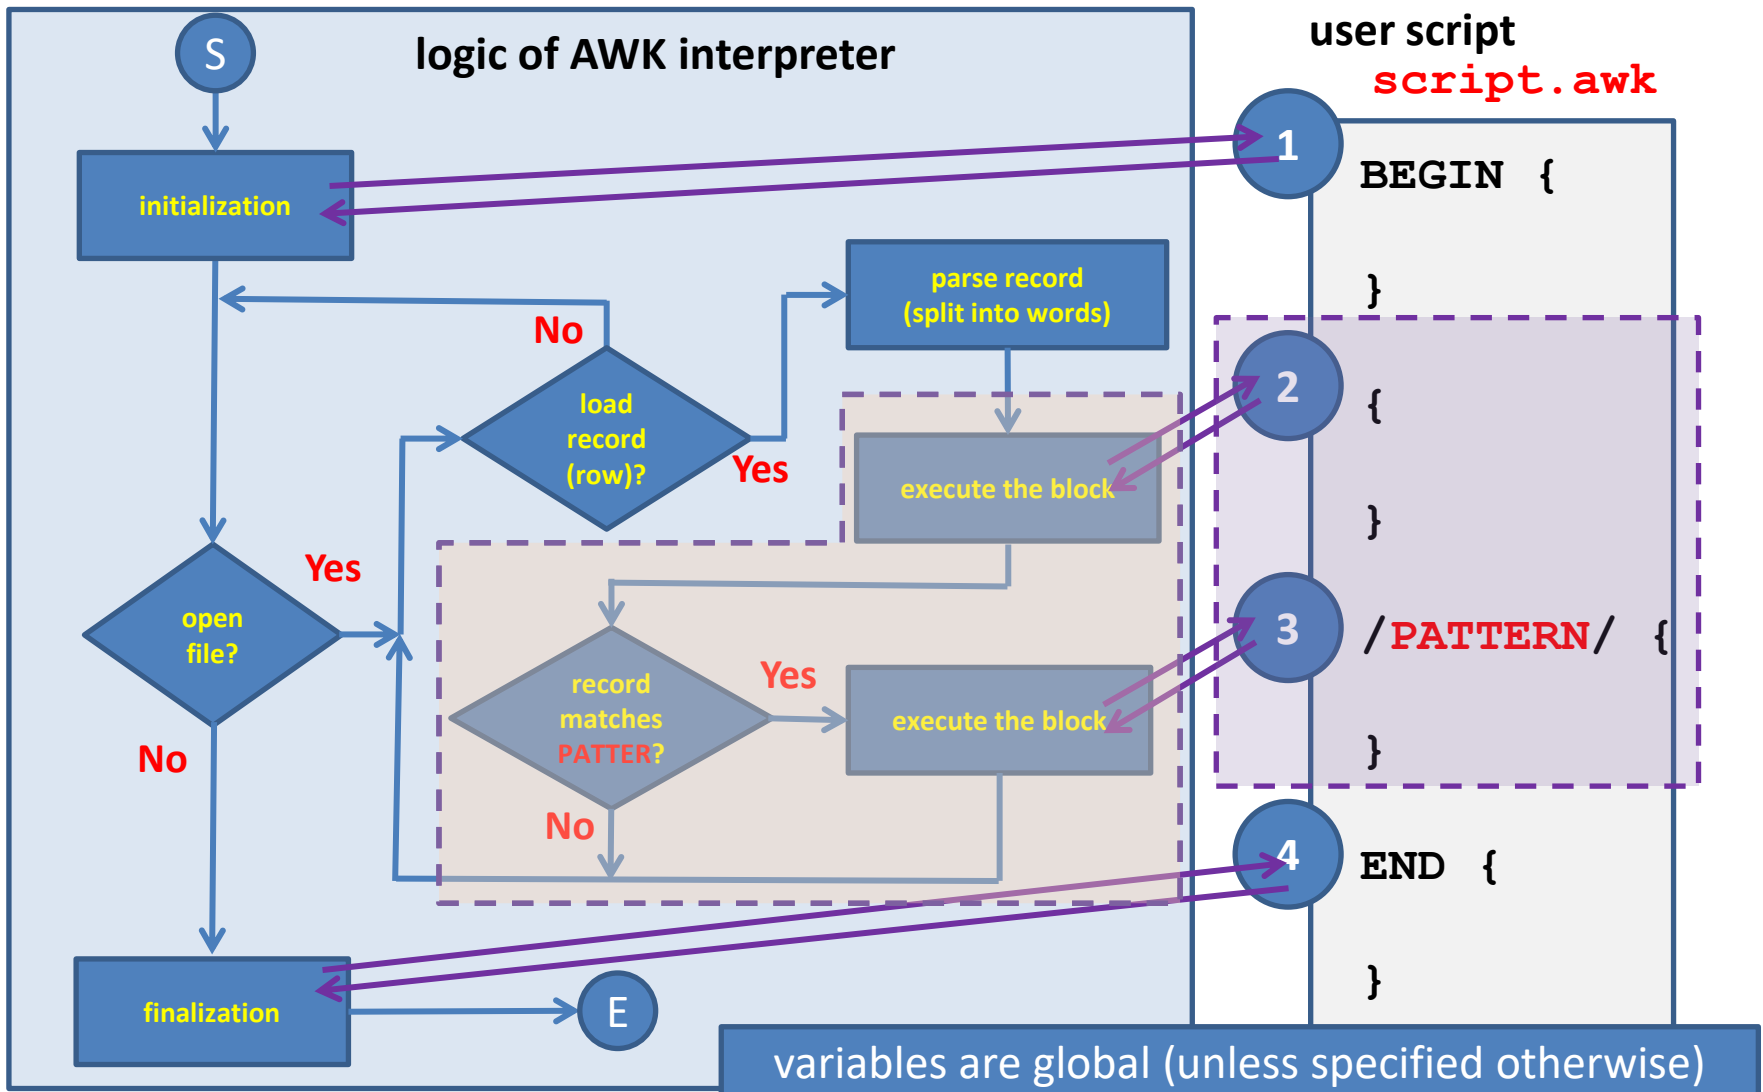 S
logic of AWK interpreter
user script
script.awk
1
BEGIN {
}
initialization
parse record
(split into words)
No
load
record
(row)?
Yes
2
{
}
execute the block
Yes
open
file?
3
/PATTERN/ {
}
record
matches
PATTER?
Yes
execute the block
No
No
4
END {
}
finalization
E
variables are global (unless specified otherwise)